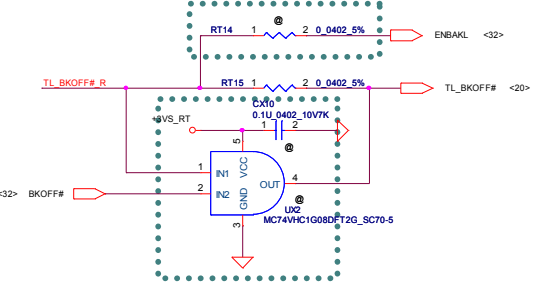 @
RT14 1 2 0_0402_5% ENBAKL <32>
TL_BKOFF#_R RT15 1 2 0_0402_5% TL_BKOFF# <20>
CX10
0.1U_0402_10V7K
+3VS_RT 1 2
@
5
1 IN1 VCC
OUT 4
<32> BKOFF# 2 IN2 GND
@
UX2
3 MC74VHC1G08DFT2G_SC70-5